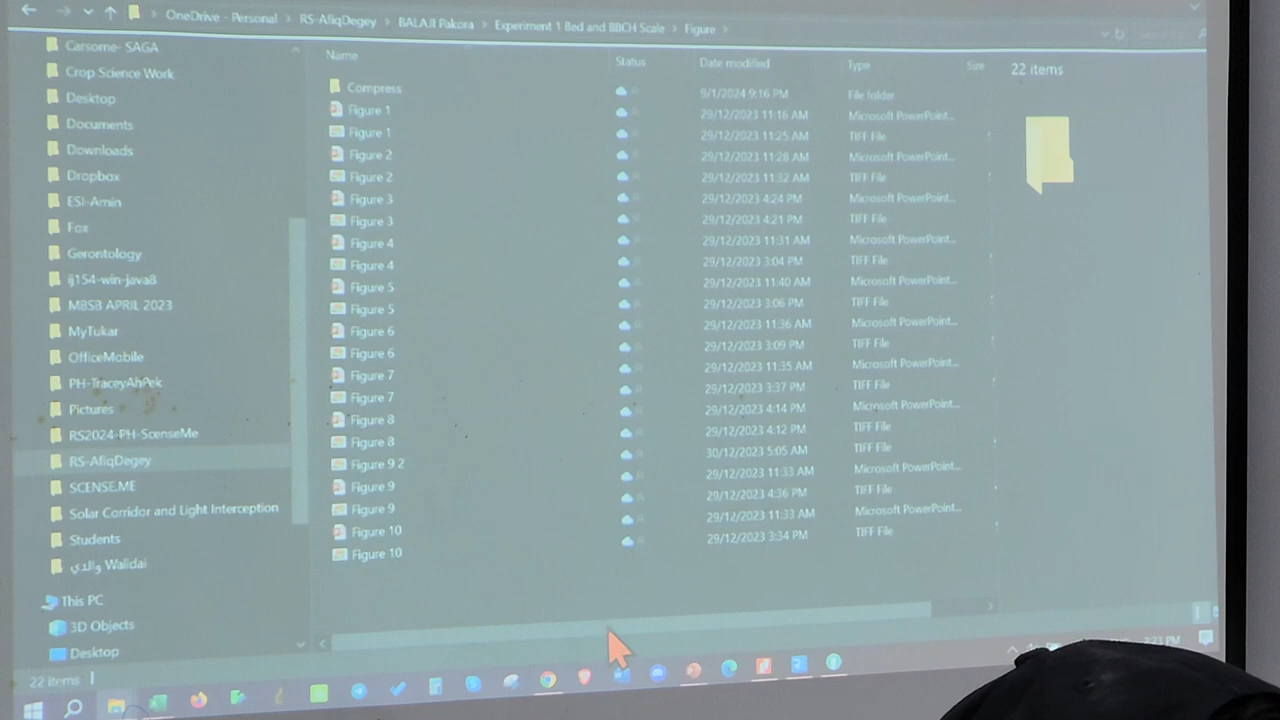 OneDrive - Personal > RS-AfiqDegey > BALAJI Pakora > Experiment 1 Bed and BBCH Scale > Figure >
Name Status Date modified Type Size
22 items
Carsome- SAGA
Crop Science Work
Desktop
Documents
Downloads
Dropbox
ESI-Amin
Fox
Gerontology
ij154-win-java8
MBSB APRIL 2023
MyTukar
OfficeMobile
PH-TraceyAhPek
Pictures
RS2024-PH-ScenseMe
RS-AfiqDegey
SCENSE.ME
Solar Corridor and Light Interception
Students
والدي Walidai
This PC
3D Objects
Desktop
Compress 9/1/2024 9:16 PM File folder
Figure 1 29/12/2023 11:16 AM Microsoft PowerPoint...
Figure 1 29/12/2023 11:25 AM TIFF File
Figure 2 29/12/2023 11:28 AM Microsoft PowerPoint...
Figure 2 29/12/2023 11:32 AM TIFF File
Figure 3 29/12/2023 4:24 PM Microsoft PowerPoint...
Figure 3 29/12/2023 4:21 PM TIFF File
Figure 4 29/12/2023 11:31 AM Microsoft PowerPoint...
Figure 4 29/12/2023 3:04 PM TIFF File
Figure 5 29/12/2023 11:40 AM Microsoft PowerPoint...
Figure 5 29/12/2023 3:06 PM TIFF File
Figure 6 29/12/2023 11:36 AM Microsoft PowerPoint...
Figure 6 29/12/2023 3:09 PM TIFF File
Figure 7 29/12/2023 11:35 AM Microsoft PowerPoint...
Figure 7 29/12/2023 3:37 PM TIFF File
Figure 8 29/12/2023 4:14 PM Microsoft PowerPoint...
Figure 8 29/12/2023 4:12 PM TIFF File
Figure 9 2 30/12/2023 5:05 AM TIFF File
Figure 9 29/12/2023 11:33 AM Microsoft PowerPoint...
Figure 9 29/12/2023 4:36 PM TIFF File
Figure 10 29/12/2023 11:33 AM Microsoft PowerPoint...
Figure 10 29/12/2023 3:34 PM TIFF File
22 items